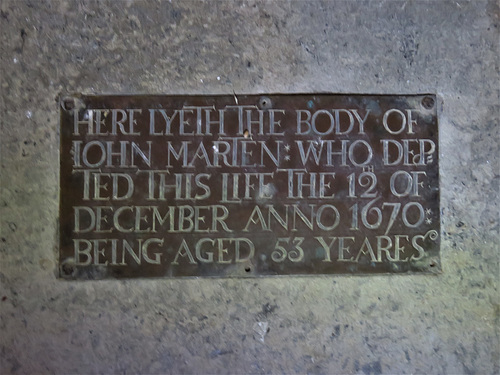 HERE LYETH THE BODY OF
IOHN MARTEN: WHO DEP
TED THIS LIFE THE 12 OF
DECEMBER ANNO 1670:
BEING AGED 53 YEARES